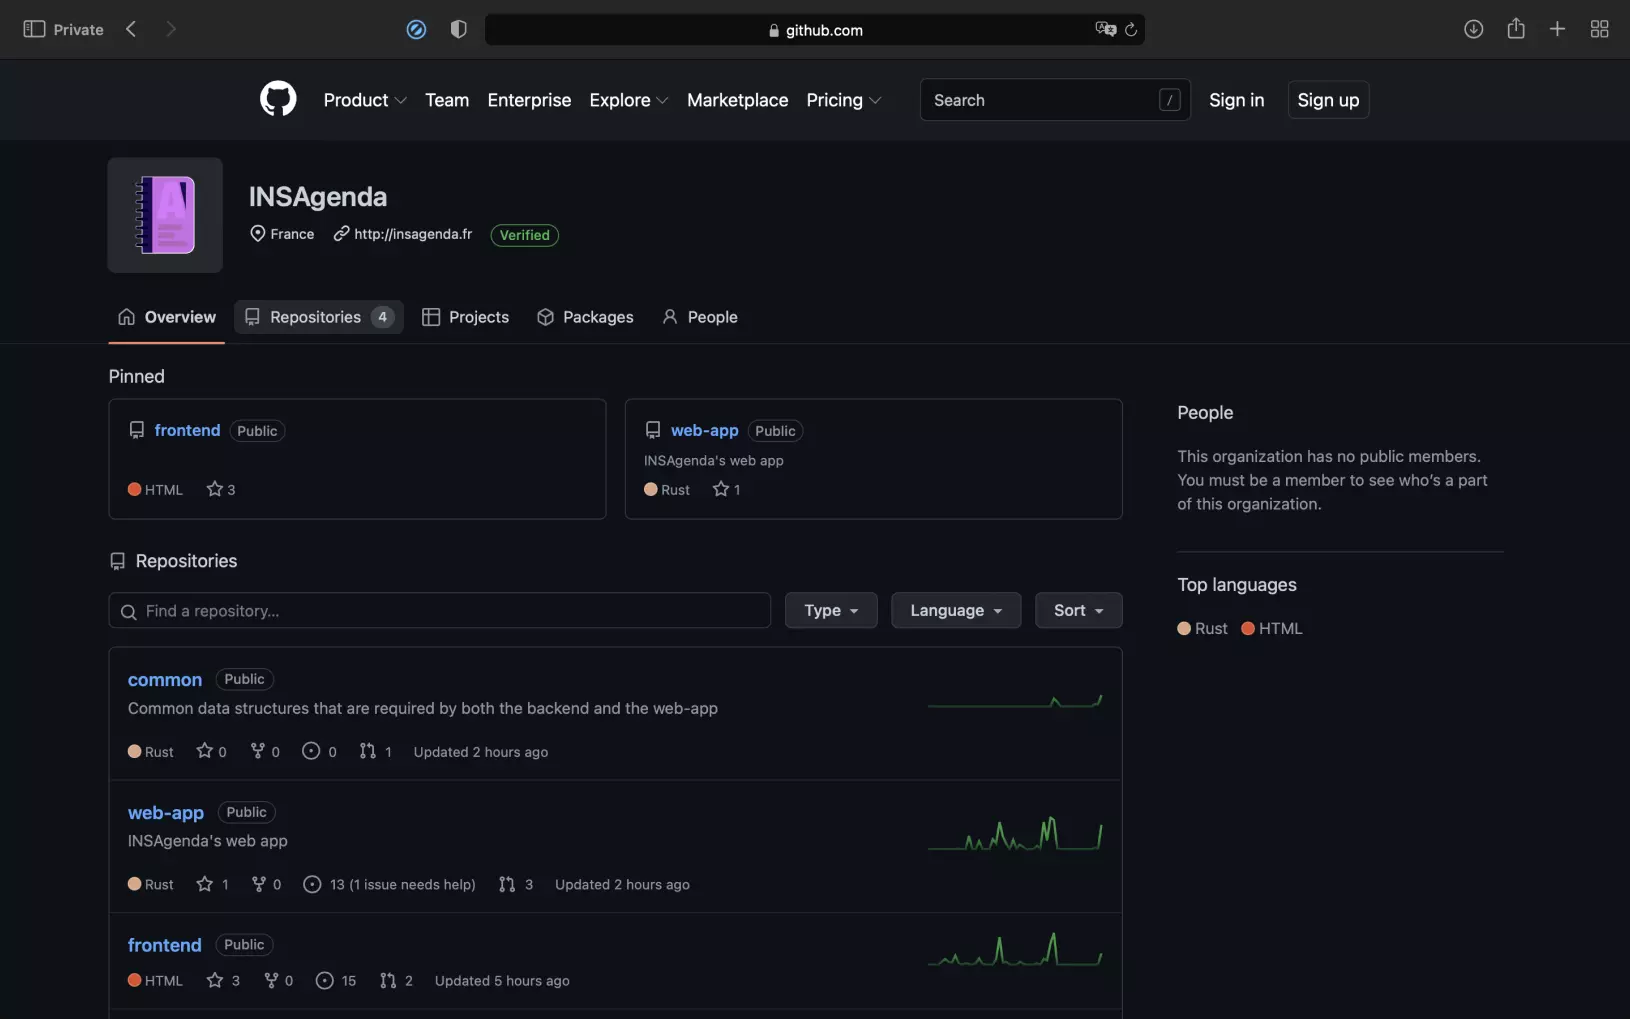 Private
github.com
Product Team Enterprise Explore Marketplace Pricing Search / Sign in Sign up
A
INSAgenda
France http://insagenda.fr Verified
Overview Repositories 4 Projects Packages People
Pinned
frontend Public
HTML 3
web-app Public
INSAgenda's web app
Rust 1
People
This organization has no public members.
You must be a member to see who's a part
of this organization.
Top languages
Rust HTML
Repositories
Find a repository...
Type Language Sort
common Public
Common data structures that are required by both the backend and the web-app
Rust 0 0 0 1 Updated 2 hours ago
web-app Public
INSAgenda's web app
Rust 1 0 13 (1 issue needs help) 3 Updated 2 hours ago
frontend Public
HTML 3 0 15 2 Updated 5 hours ago